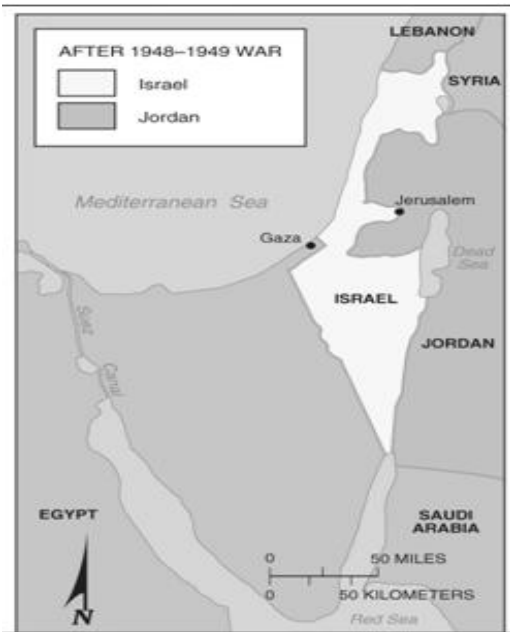 LEBANON
AFTER 1948–1949 WAR
Israel
Jordan
SYRIA
Mediterranean Sea
Jerusalem
Gaza
Dead
Sea
ISRAEL
Suez
Canal
JORDAN
EGYPT
SAUDI
ARABIA
0 50 MILES
0 50 KILOMETERS
N
Red Sea